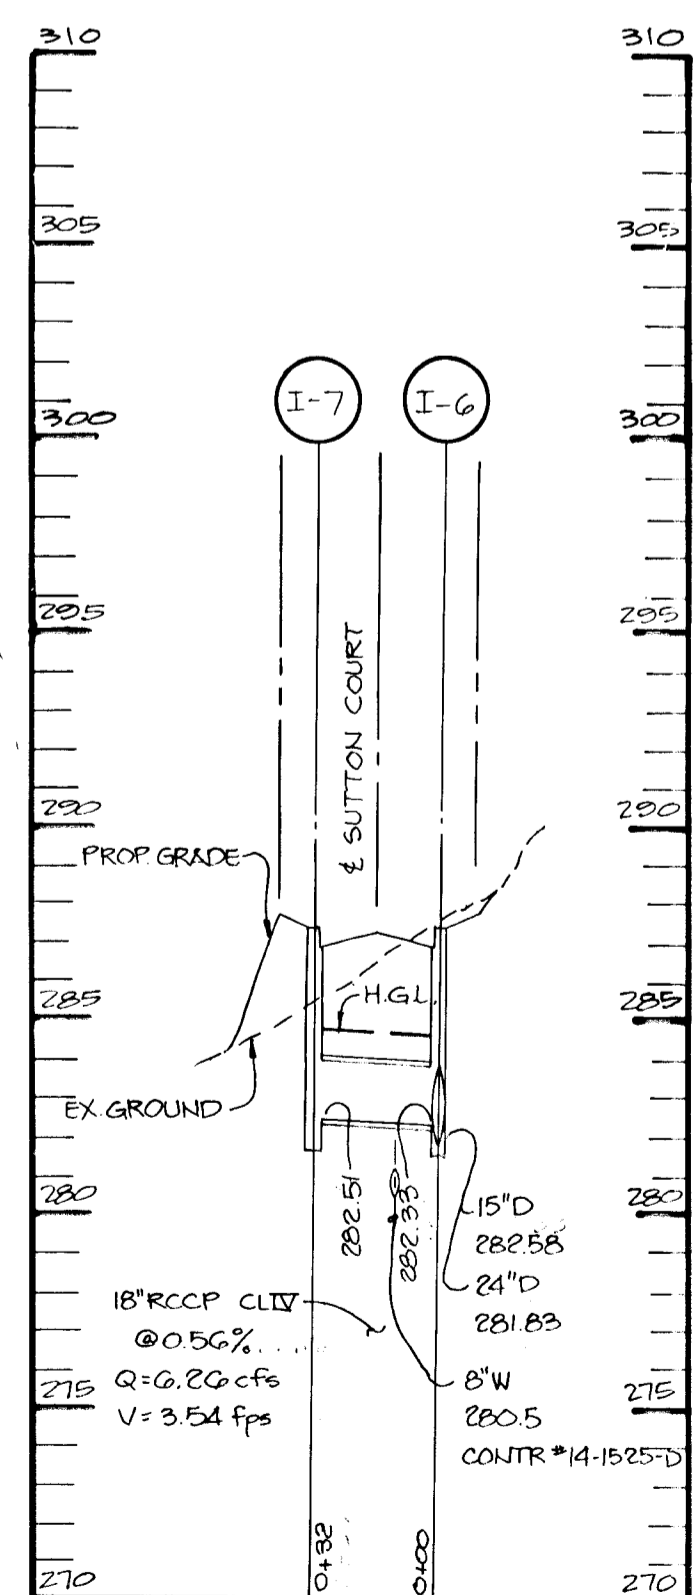 310 310
305 305
I-7 I-6
300 300
295 295
℄ SUTTON COURT
290 290
PROP. GRADE
285 285
H.G.L.
EX. GROUND
280 280
282.51
282.33
15"D
282.58
24"D
281.83
18"RCCP CL IV
@0.56%
Q=6.26 cfs
V=3.54 fps
275 275
8"W
280.5
CONTR #14-1525-D
0+32
0+00
270 270